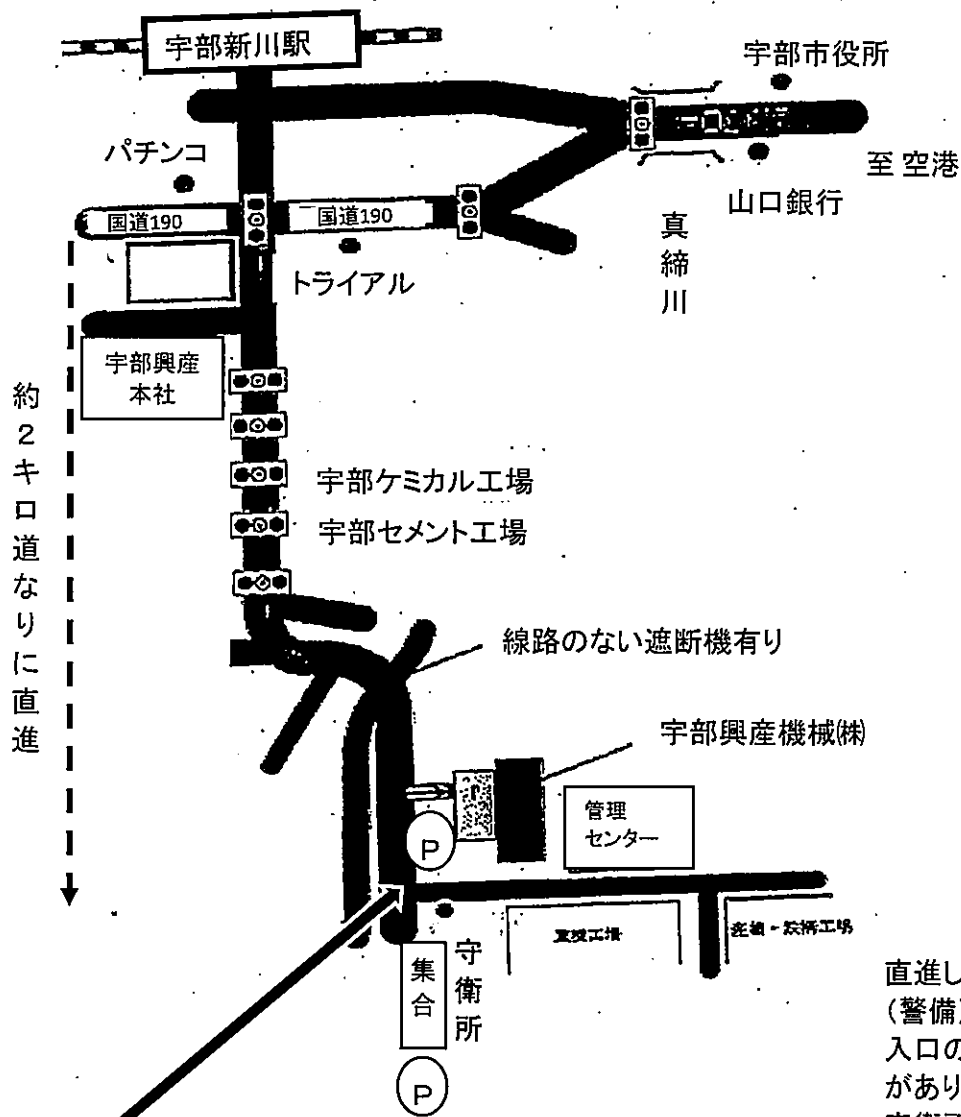 宇部新川駅
宇部市役所
パチンコ
至 空港
山口銀行
国道190
国道190
真締川
トライアル
宇部興産
本社
約2キロ道なりに直進
宇部ケミカル工場
宇部セメント工場
線路のない遮断機有り
宇部興産機械㈱
管理
センター
P
守衛所
集合
P
直進し
(警備)
入口の
があり